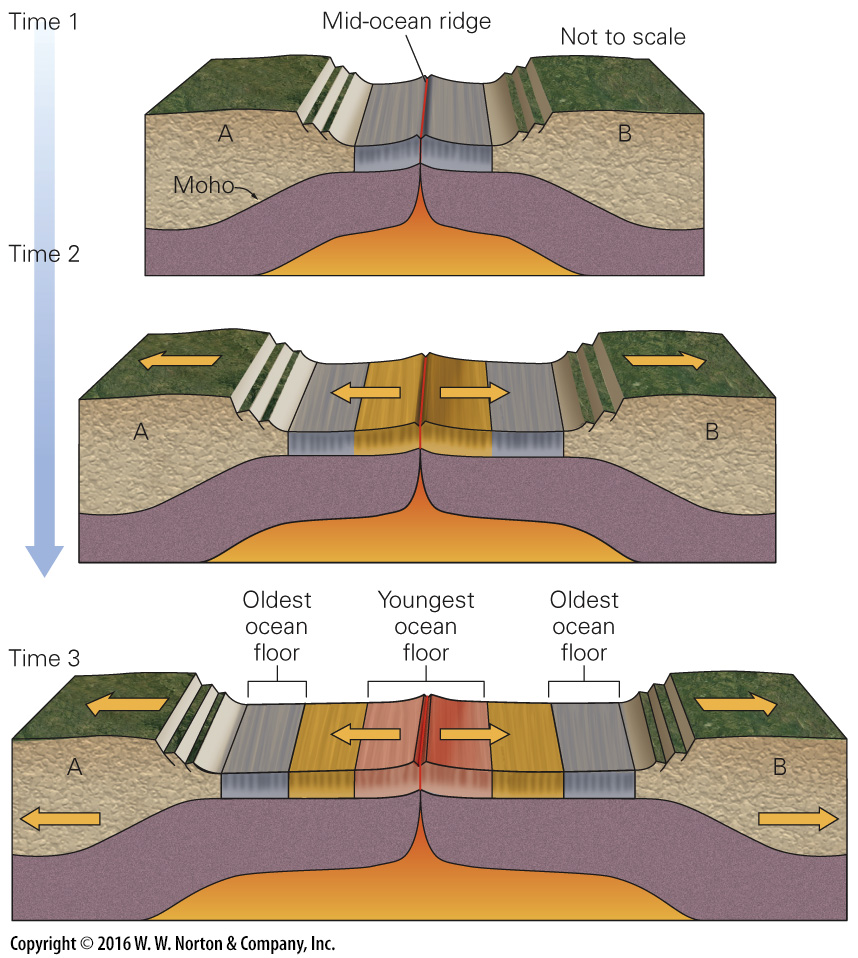 Time 1
Mid-ocean ridge
Not to scale
A
B
Moho
Time 2
A
B
Oldest
ocean
floor
Youngest
ocean
floor
Oldest
ocean
floor
Time 3
A
B
Copyright © 2016 W. W. Norton & Company, Inc.